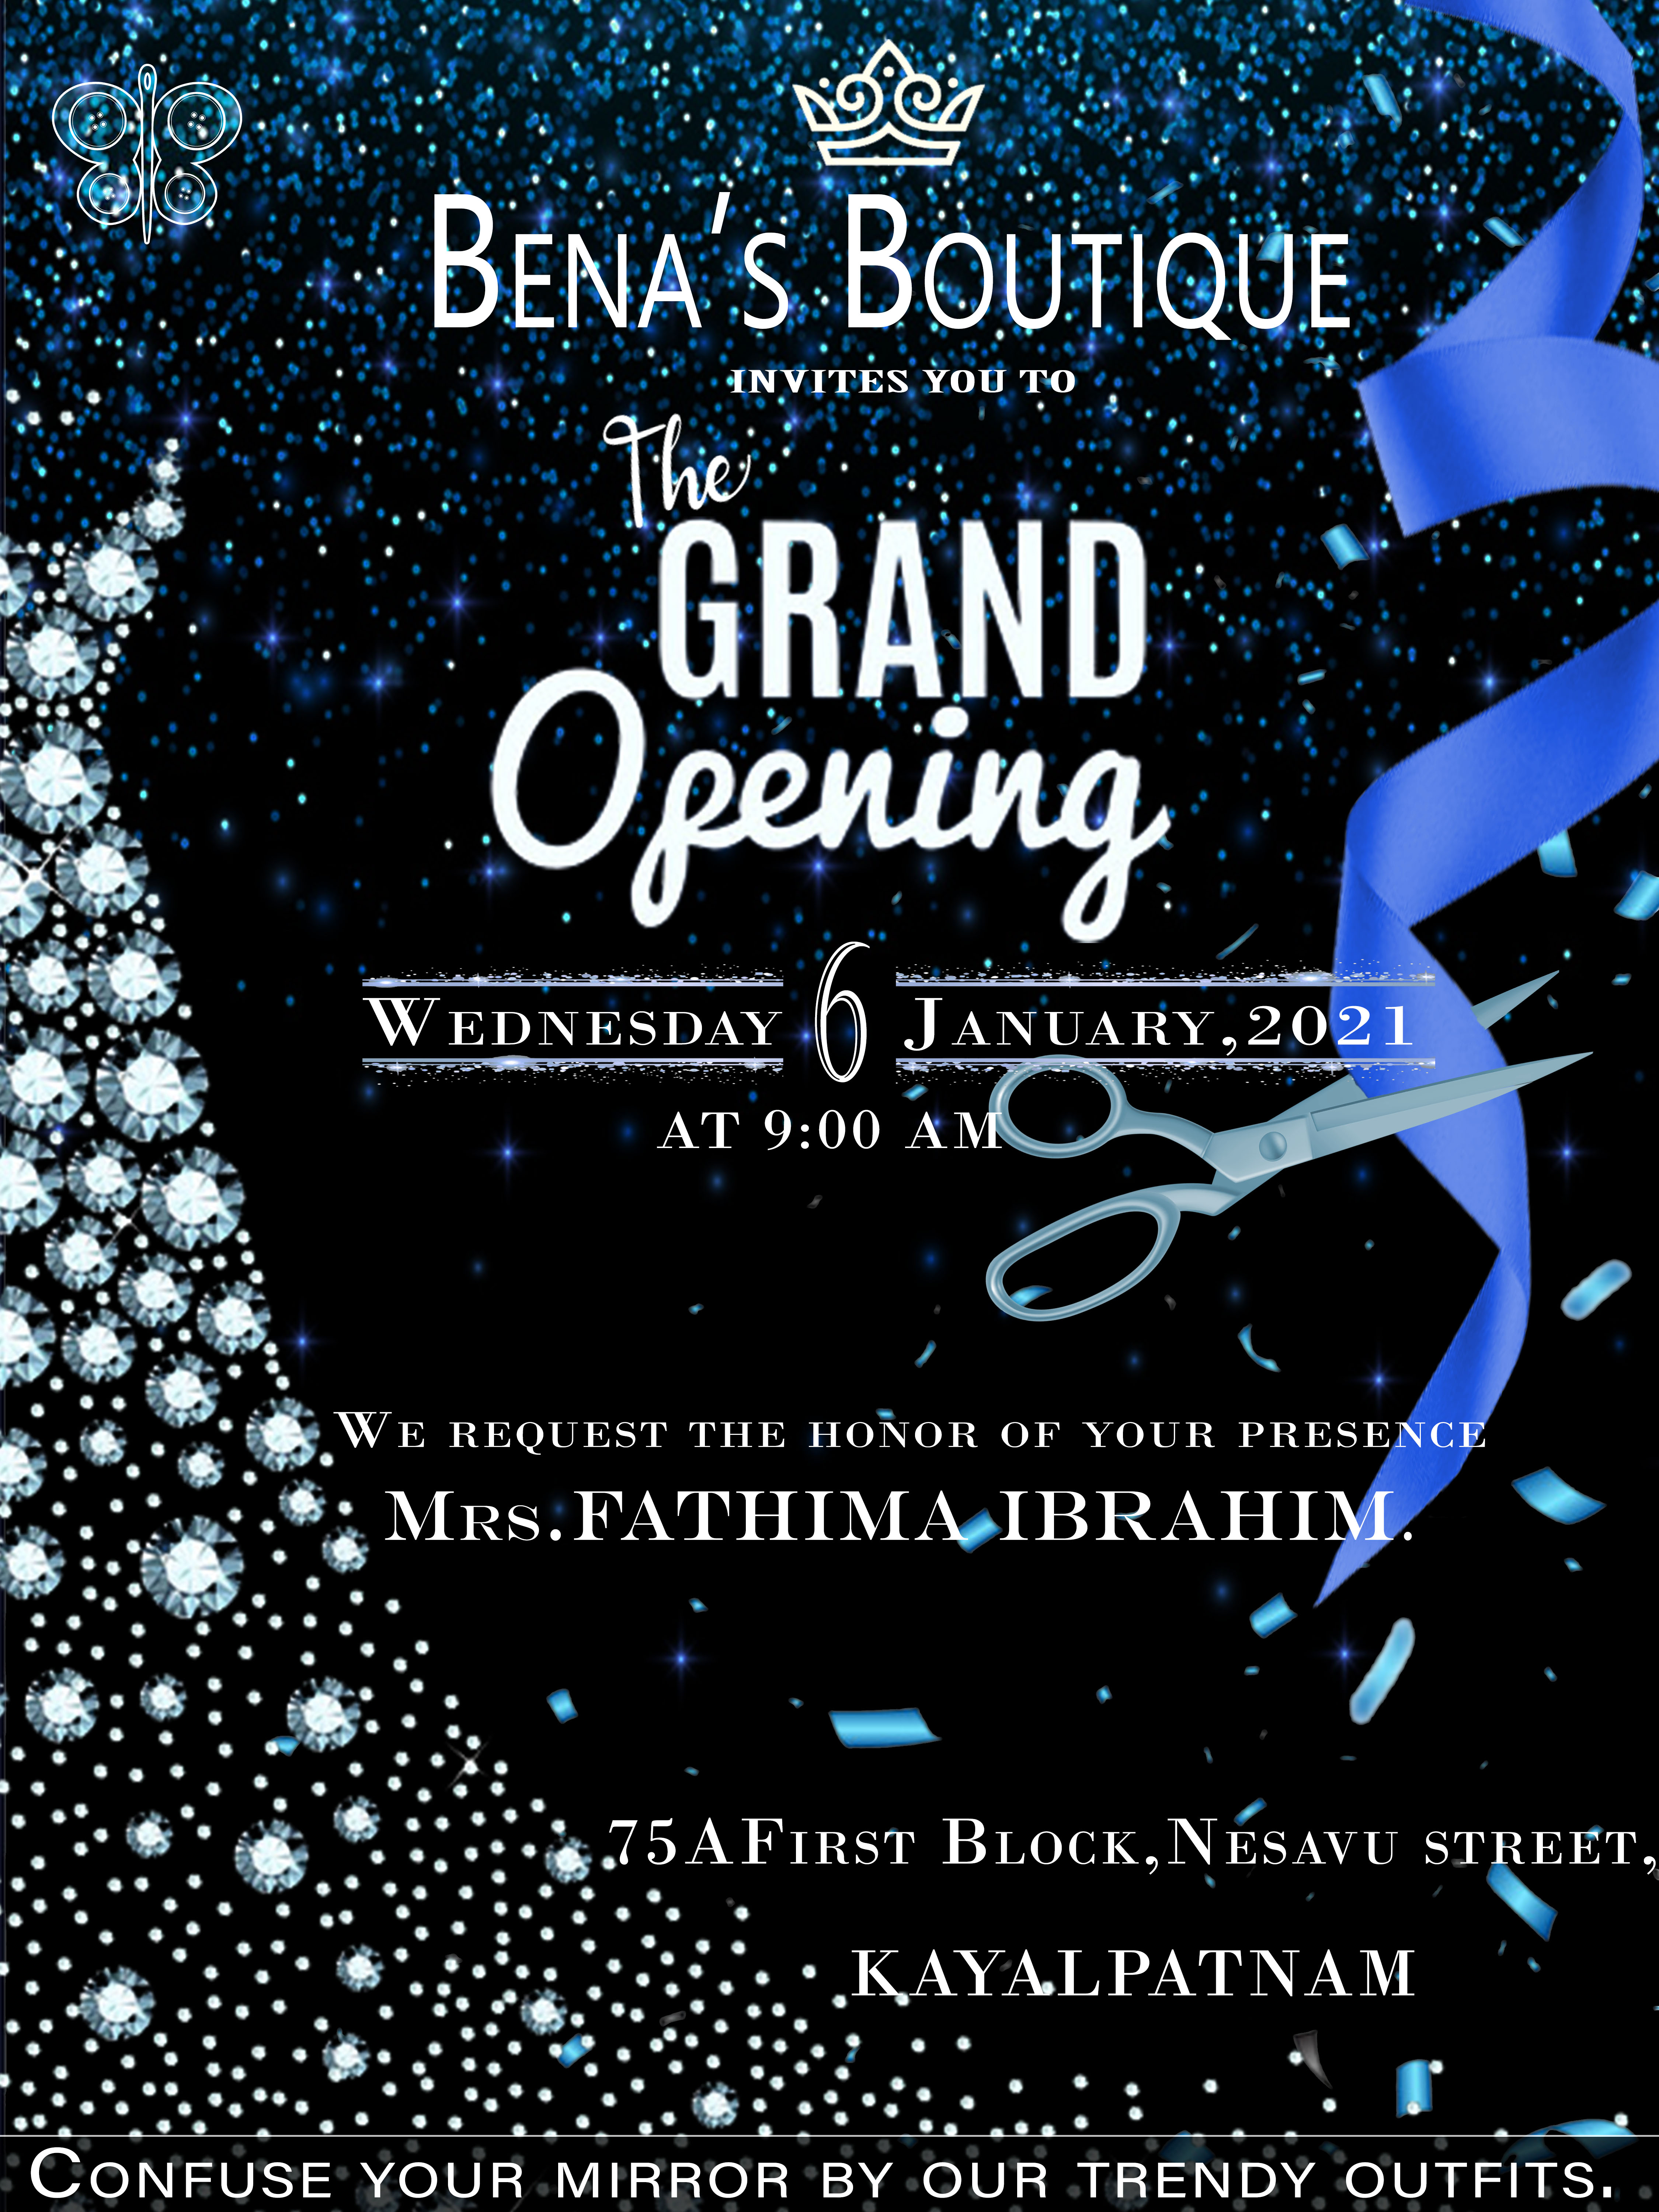 BENA'S BOUTIQUE
INVITES YOU TO
The
GRAND
Opening
WEDNESDAY 6 JANUARY,2021
AT 9:00 AM
WE REQUEST THE HONOR OF YOUR PRESENCE
MRS.FATHIMA IBRAHIM.
75AFIRST BLOCK,NESAVU STREET,
KAYALPATNAM
CONFUSE YOUR MIRROR BY OUR TRENDY OUTFITS.